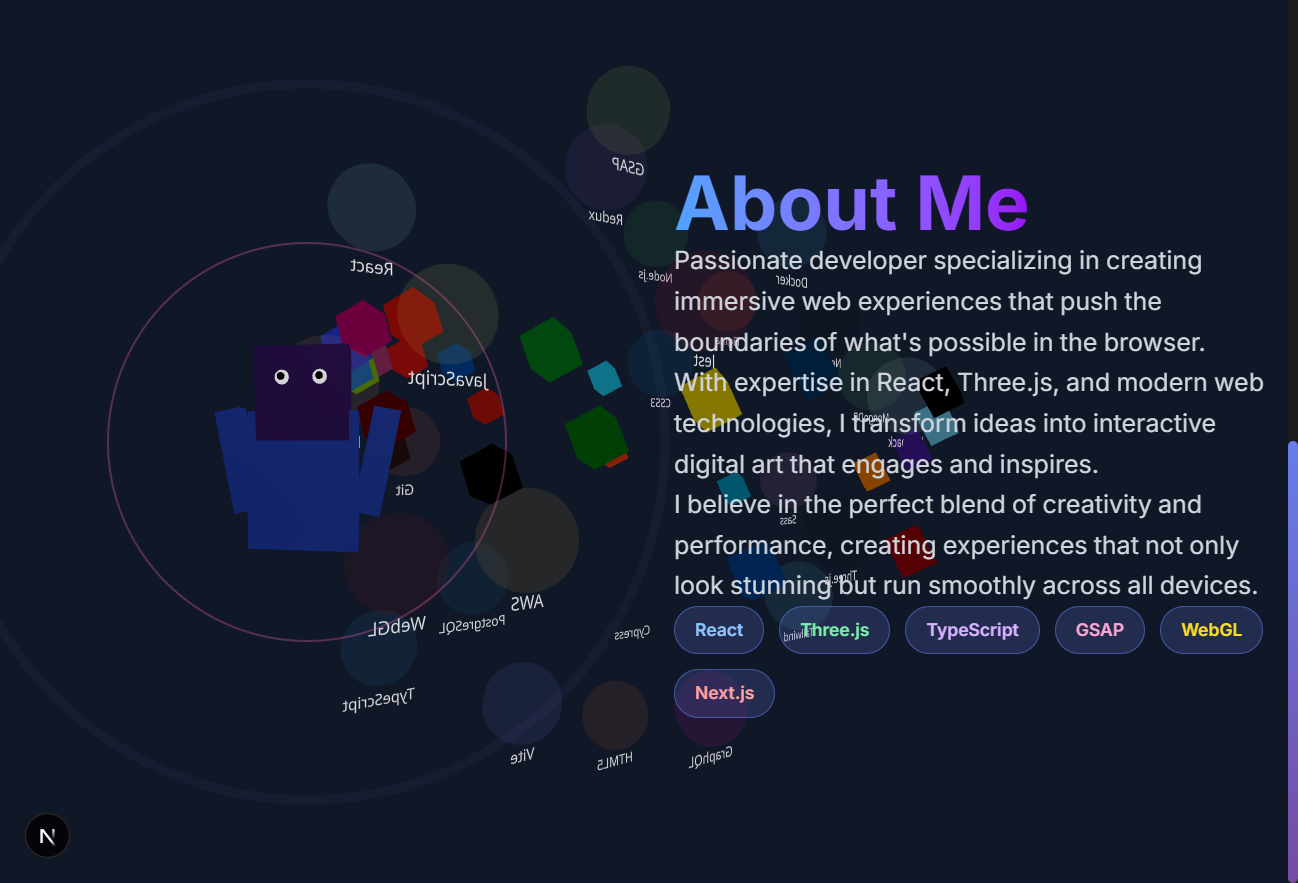 GSAP
Redux
React
Node.js
Docker
About Me
Passionate developer specializing in creating
immersive web experiences that push the
boundaries of what's possible in the browser.
With expertise in React, Three.js, and modern web
technologies, I transform ideas into interactive
digital art that engages and inspires.
I believe in the perfect blend of creativity and
performance, creating experiences that not only
look stunning but run smoothly across all devices.
React
Three.js
TypeScript
GSAP
WebGL
Next.js
JavaScript
Jest
CSS3
MongoDB
Git
Sass
Three.js
AWS
WebGL
PostgreSQL
Cypress
Tailwind
TypeScript
Vite
HTML5
GraphQL
N